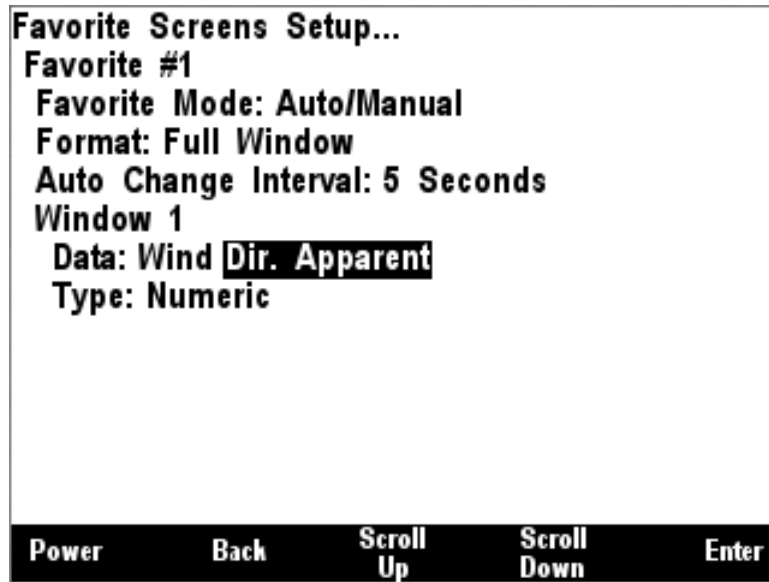 Favorite Screens Setup...
Favorite #1
Favorite Mode: Auto/Manual
Format: Full Window
Auto Change Interval: 5 Seconds
Window 1
Data: Wind Dir. Apparent
Type: Numeric
Power Back Scroll Up Scroll Down Enter